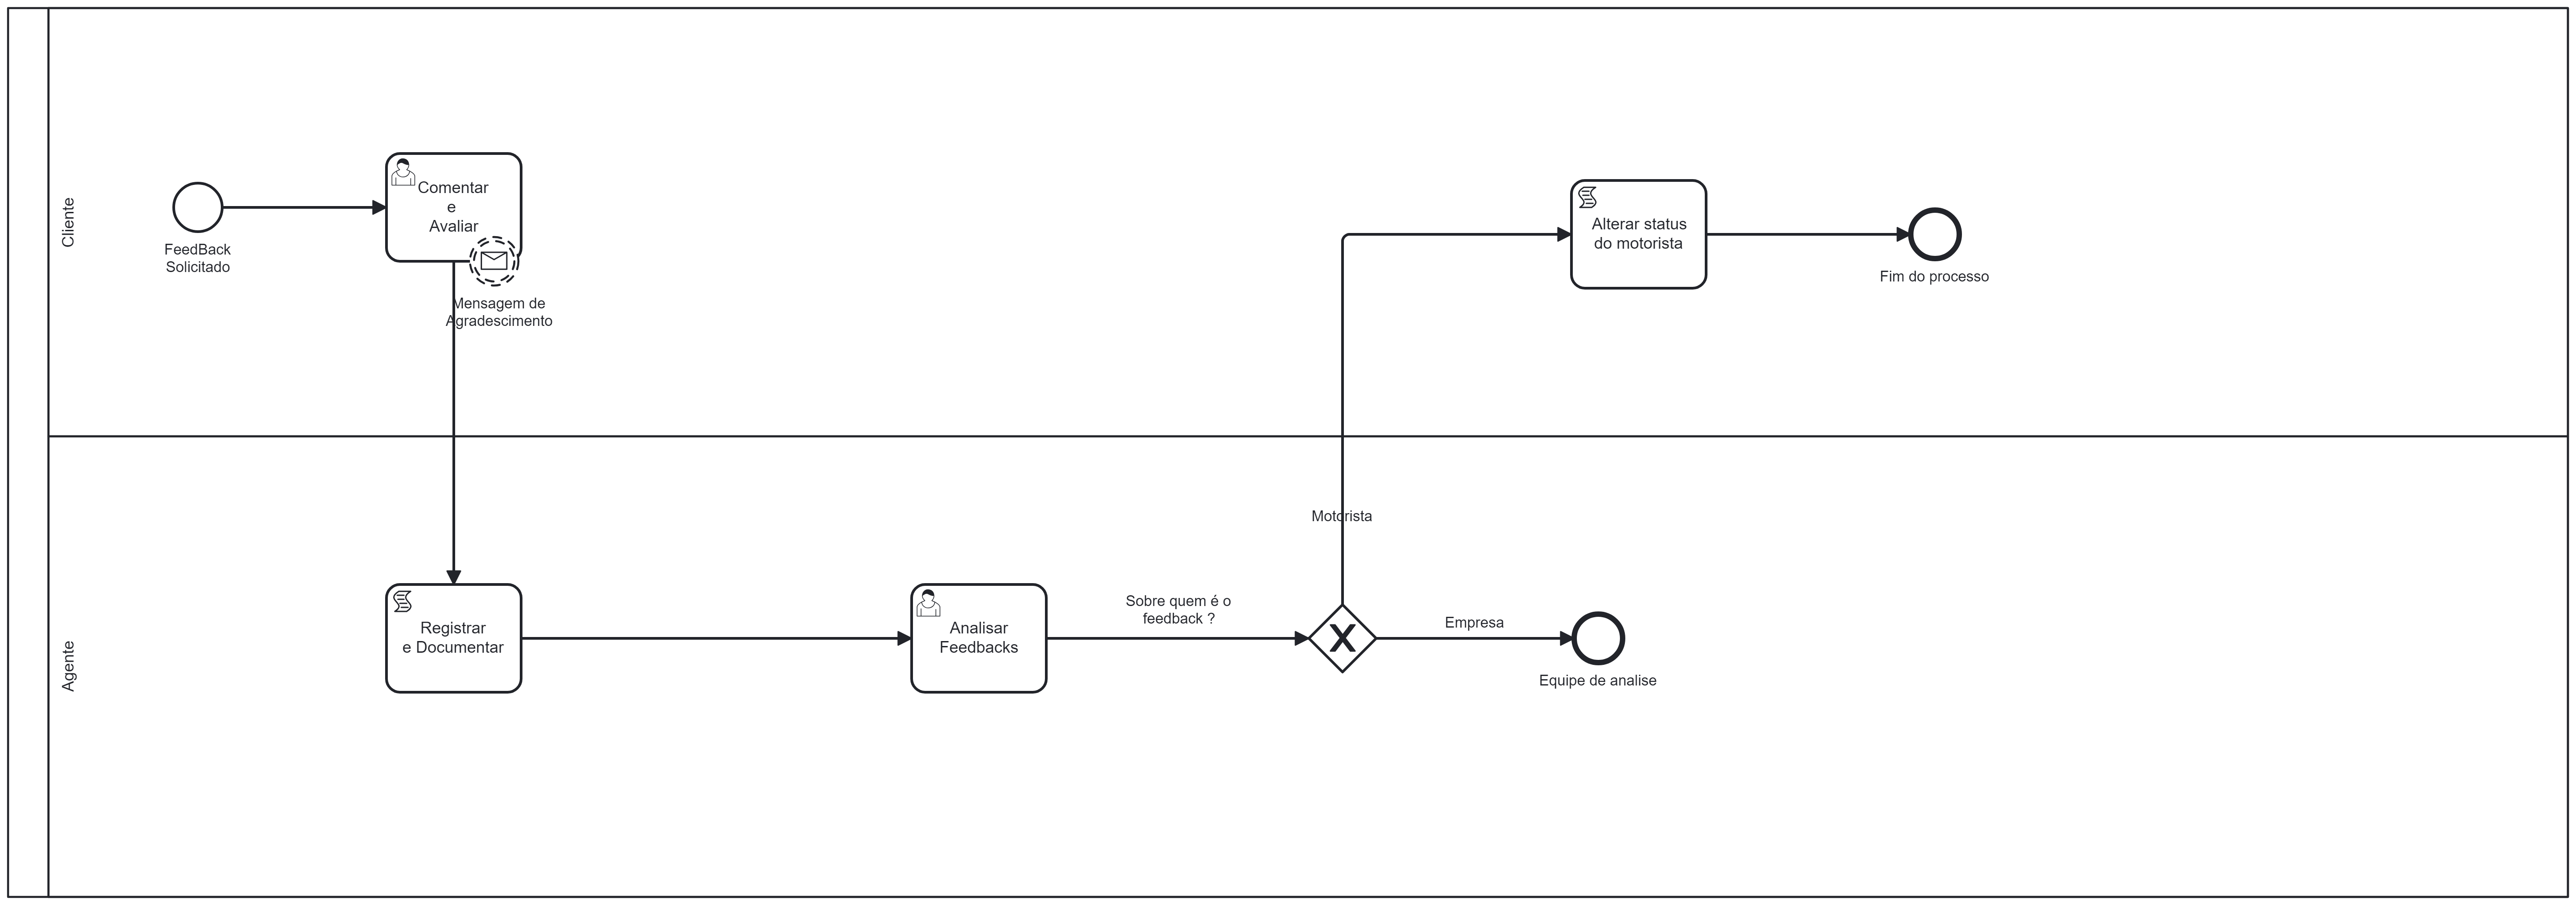 Cliente
FeedBack
Solicitado
Comentar
e
Avaliar
Mensagem de
Agradescimento
Alterar status
do motorista
Fim do processo
Agente
Registrar
e Documentar
Analisar
Feedbacks
Sobre quem é o
feedback ?
Motorista
Empresa
Equipe de analise